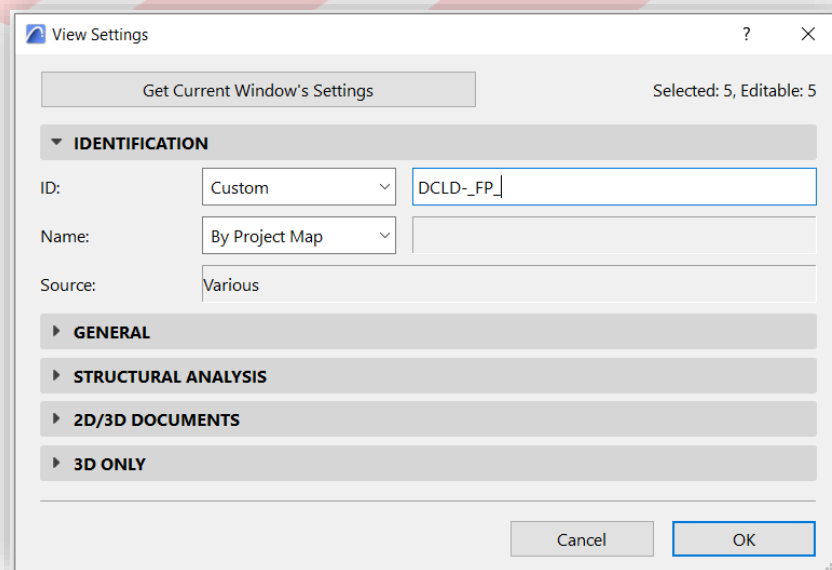 View Settings
?
Get Current Window's Settings
Selected: 5, Editable: 5
IDENTIFICATION
ID:
Custom
DCLD-_FP_
Name:
By Project Map
Source:
Various
GENERAL
STRUCTURAL ANALYSIS
2D/3D DOCUMENTS
3D ONLY
Cancel
OK